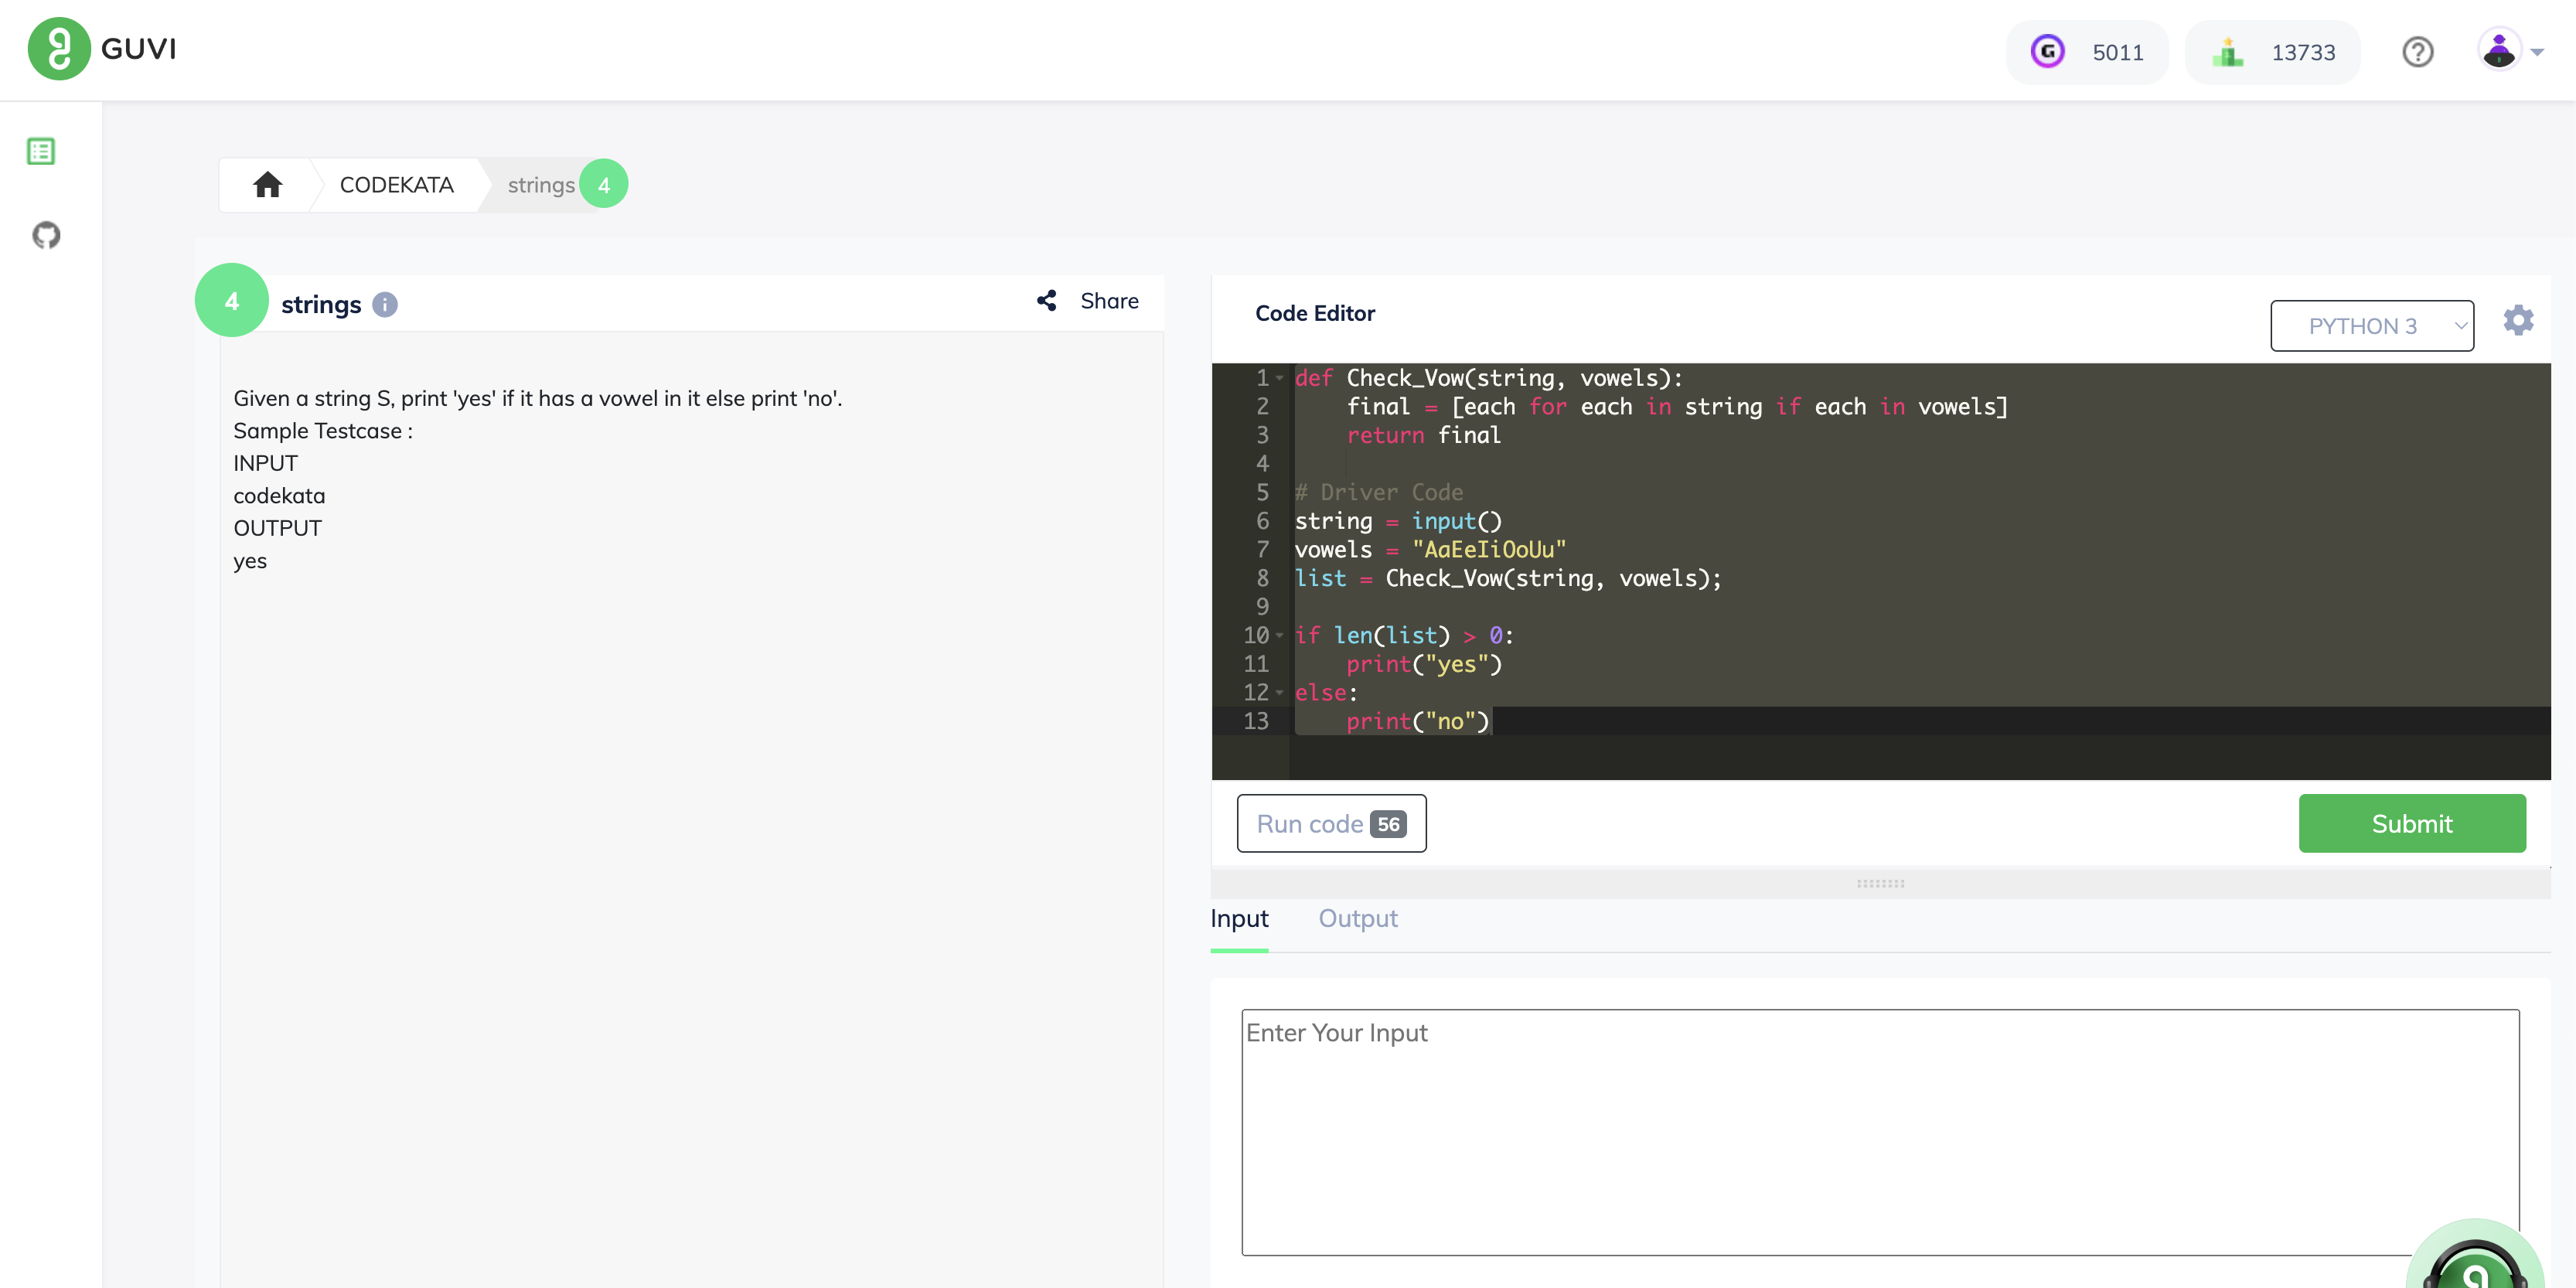 GUVI
5011
13733
CODEKATA
strings 4
4
strings
Share
Given a string S, print 'yes' if it has a vowel in it else print 'no'.
Sample Testcase :
INPUT
codekata
OUTPUT
yes
Code Editor
PYTHON 3
1 def Check_Vow(string, vowels):
2     final = [each for each in string if each in vowels]
3     return final
4
5 # Driver Code
6 string = input()
7 vowels = "AaEeIiOoUu"
8 list = Check_Vow(string, vowels);
9
10 if len(list) > 0:
11     print("yes")
12 else:
13     print("no")
Run code 56
Submit
Input
Output
Enter Your Input